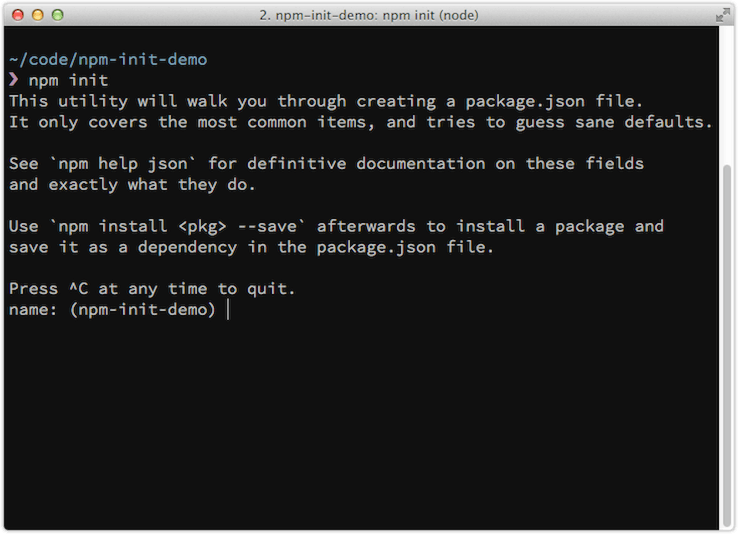 2. npm-init-demo: npm init (node)
~/code/npm-init-demo
❯ npm init
This utility will walk you through creating a package.json file.
It only covers the most common items, and tries to guess sane defaults.
See `npm help json` for definitive documentation on these fields
and exactly what they do.
Use `npm install <pkg> --save` afterwards to install a package and
save it as a dependency in the package.json file.
Press ^C at any time to quit.
name: (npm-init-demo)